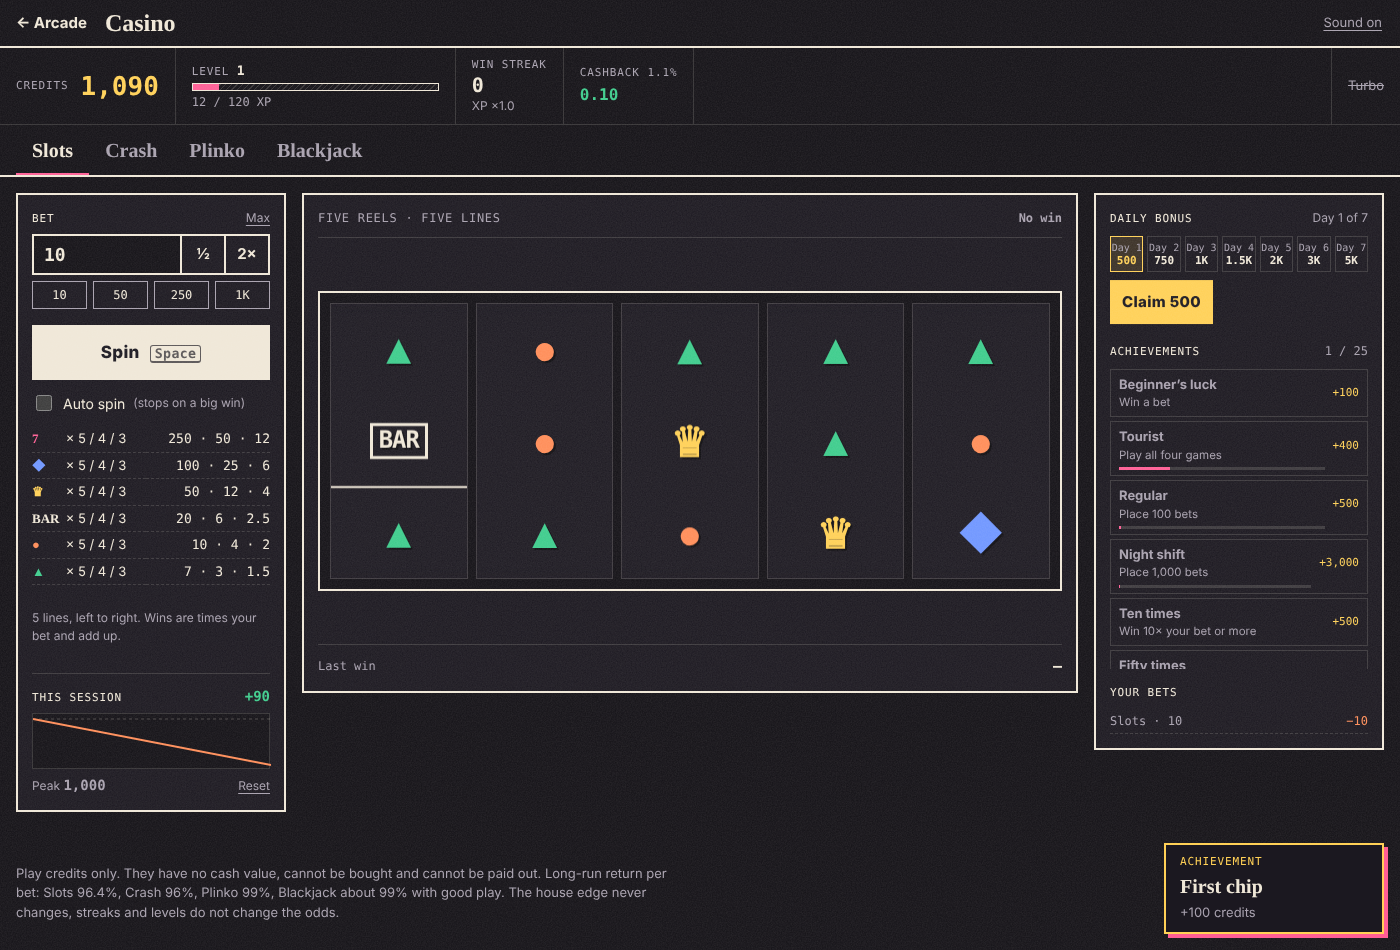 ← Arcade Casino Sound on
CREDITS 1,090
LEVEL 1
12 / 120 XP
WIN STREAK
0
XP ×1.0
CASHBACK 1.1%
0.10
Turbo
Slots Crash Plinko Blackjack
BET Max
10 ½ 2×
10 50 250 1K
Spin Space
Auto spin (stops on a big win)
7 × 5 / 4 / 3 250 · 50 · 12
× 5 / 4 / 3 100 · 25 · 6
× 5 / 4 / 3 50 · 12 · 4
BAR × 5 / 4 / 3 20 · 6 · 2.5
× 5 / 4 / 3 10 · 4 · 2
× 5 / 4 / 3 7 · 3 · 1.5
5 lines, left to right. Wins are times your
bet and add up.
THIS SESSION +90
Peak 1,000 Reset
FIVE REELS · FIVE LINES No win
BAR
Last win –
DAILY BONUS Day 1 of 7
Day 1 Day 2 Day 3 Day 4 Day 5 Day 6 Day 7
500 750 1K 1.5K 2K 3K 5K
Claim 500
ACHIEVEMENTS 1 / 25
Beginner’s luck
Win a bet
+100
Tourist
Play all four games
+400
Regular
Place 100 bets
+500
Night shift
Place 1,000 bets
+3,000
Ten times
Win 10× your bet or more
+500
Fifty times
YOUR BETS
Slots · 10 −10
Play credits only. They have no cash value, cannot be bought and cannot be paid out. Long-run return per
bet: Slots 96.4%, Crash 96%, Plinko 99%, Blackjack about 99% with good play. The house edge never
changes, streaks and levels do not change the odds.
ACHIEVEMENT
First chip
+100 credits